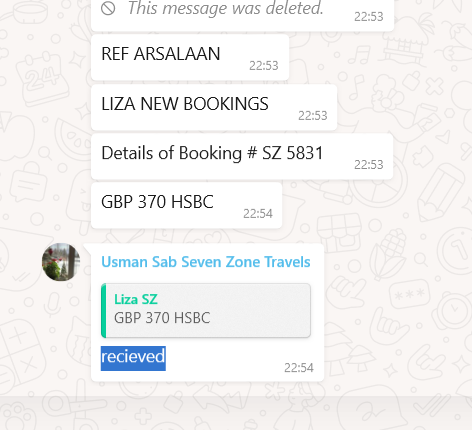 This message was deleted.
22:53
REF ARSALAAN
22:53
LIZA NEW BOOKINGS
22:53
Details of Booking # SZ 5831
22:53
GBP 370 HSBC
22:54
Usman Sab Seven Zone Travels
Liza SZ
GBP 370 HSBC
recieved
22:54